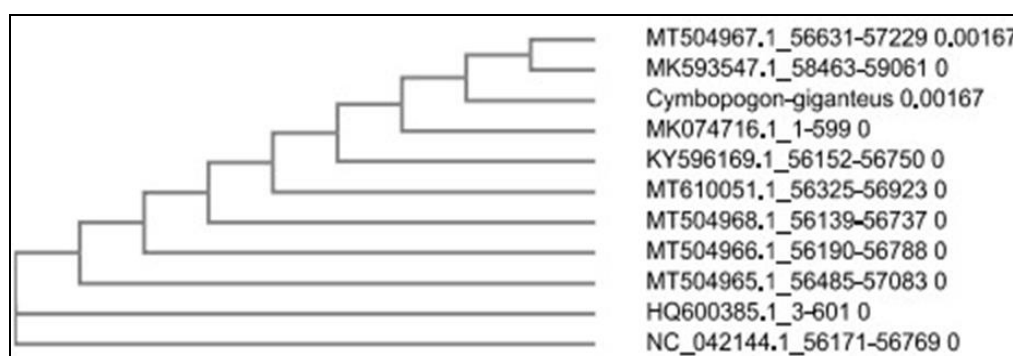 MT504967.1_56631-57229 0.00167
MK593547.1_58463-59061 0
Cymbopogon-giganteus 0.00167
MK074716.1_1-599 0
KY596169.1_56152-56750 0
MT610051.1_56325-56923 0
MT504968.1_56139-56737 0
MT504966.1_56190-56788 0
MT504965.1_56485-57083 0
HQ600385.1_3-601 0
NC_042144.1_56171-56769 0